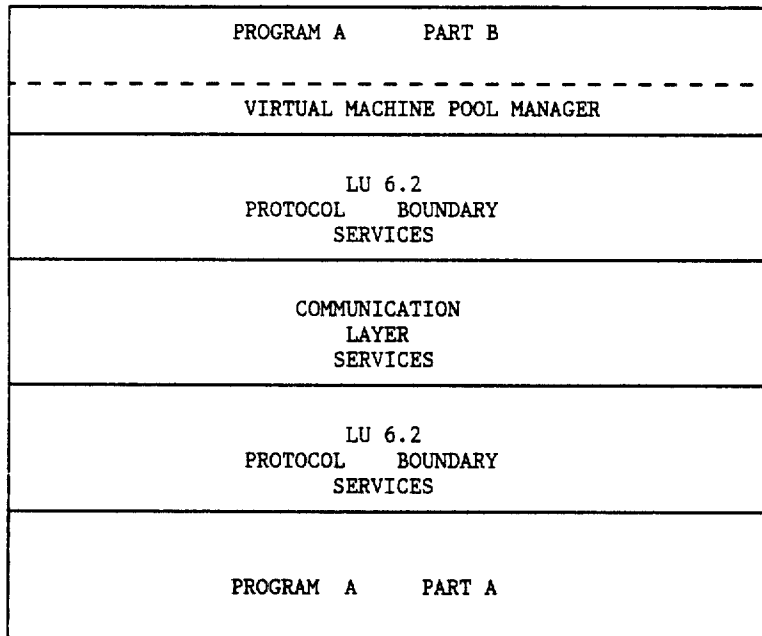 PROGRAM A PART B
VIRTUAL MACHINE POOL MANAGER
LU 6.2
PROTOCOL BOUNDARY
SERVICES
COMMUNICATION
LAYER
SERVICES
LU 6.2
PROTOCOL BOUNDARY
SERVICES
PROGRAM A PART A